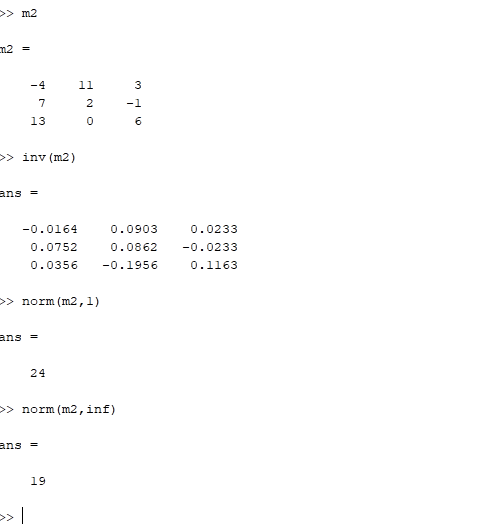 >> m2
m2 =
-4 11 3
7 2 -1
13 0 6
>> inv(m2)
ans =
-0.0164 0.0903 0.0233
0.0752 0.0862 -0.0233
0.0356 -0.1956 0.1163
>> norm(m2,1)
ans =
24
>> norm(m2,inf)
ans =
19
>>